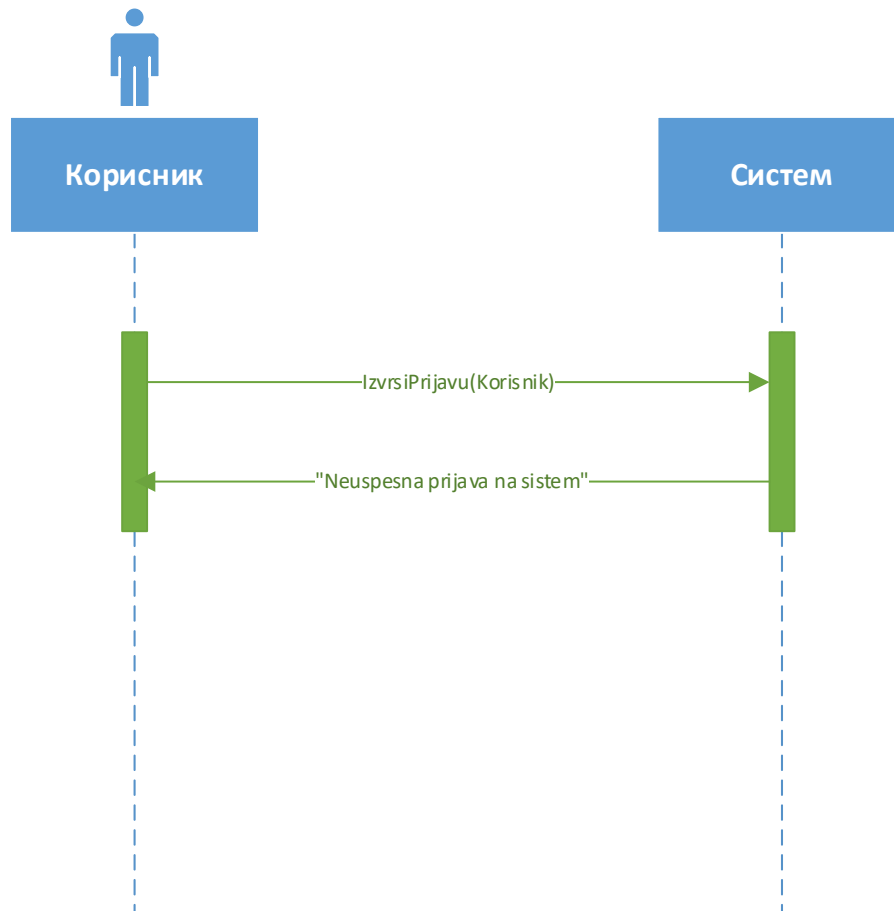 Корисник
Систем
IzvrsiPrijavu(Korisnik)
"Neuspesna prijava na sistem"